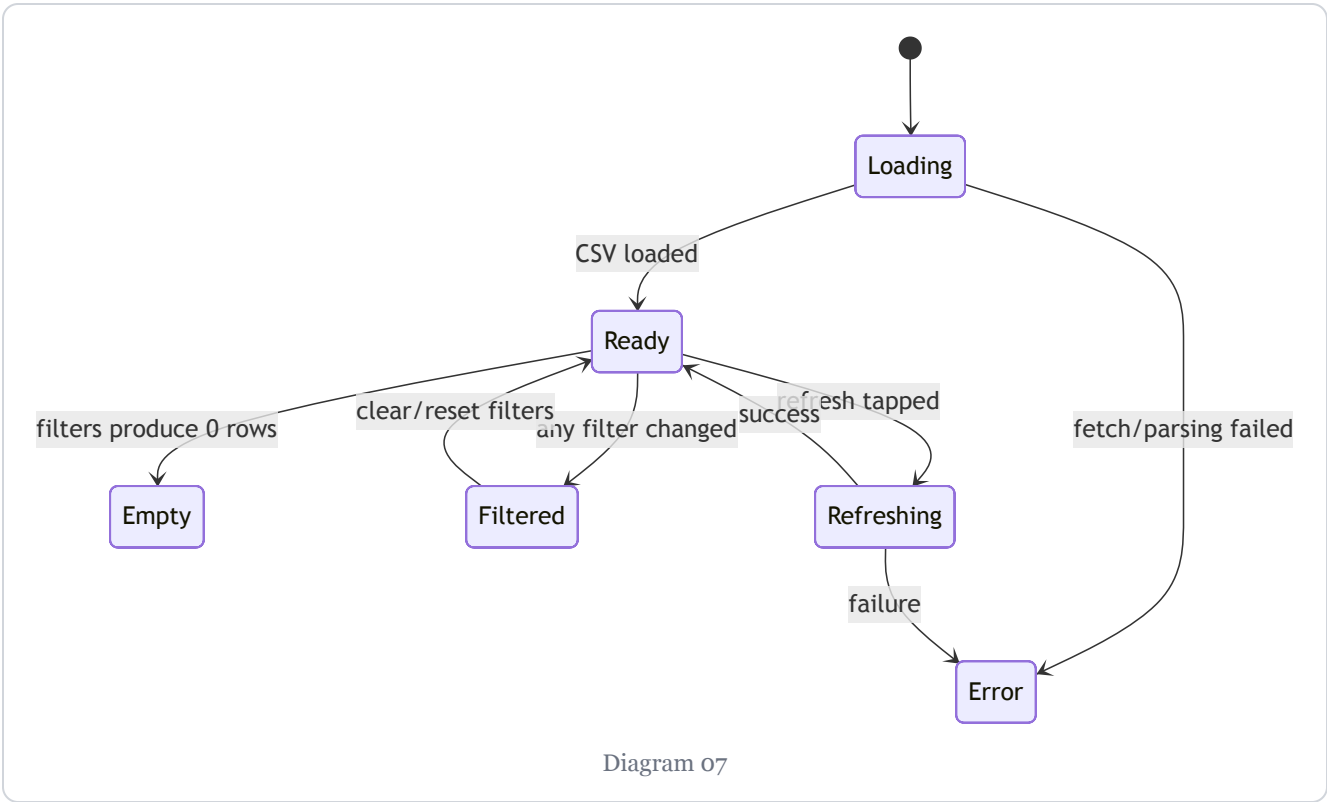 Loading
CSV loaded
Ready
refresh tapped
clear/reset filters
success
filters produce 0 rows
any filter changed
fetch/parsing failed
Empty
Filtered
Refreshing
failure
Error
Diagram 07